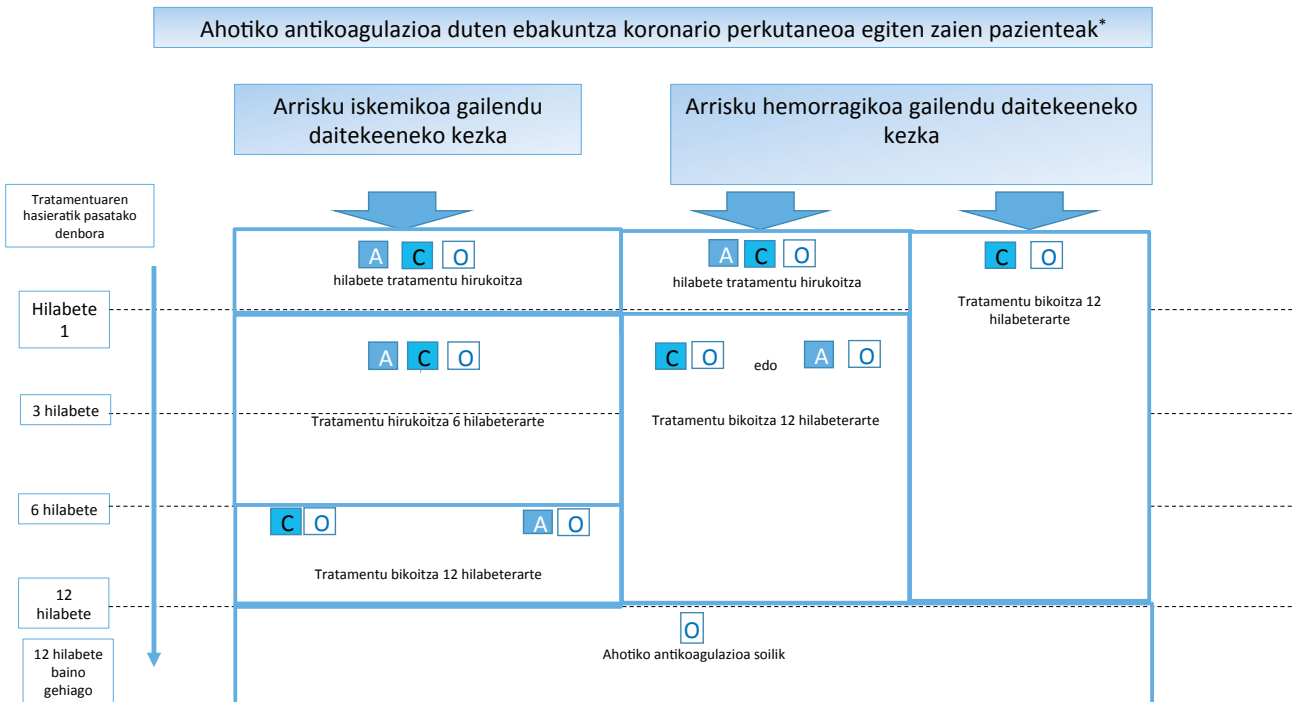 Ahotiko antikoagulazioa duten ebakuntza koronario perkutaneoa egiten zaien pazienteak*
Arrisku iskemikoa gailendu
daitekeeneko kezka
Arrisku hemorragikoa gailendu daitekeeneko
kezka
Tratamentuaren
hasieratik pasatako
denbora
A C O
hilabete tratamentu hirukoitza
A C O
hilabete tratamentu hirukoitza
C O
Tratamentu bikoitza 12
hilabeterarte
Hilabete
1
A C O
Tratamentu hirukoitza 6 hilabeterarte
C O edo A O
Tratamentu bikoitza 12 hilabeterarte
3 hilabete
6 hilabete
C O A O
Tratamentu bikoitza 12 hilabeterarte
12
hilabete
O
Ahotiko antikoagulazioa soilik
12 hilabete
baino
gehiago